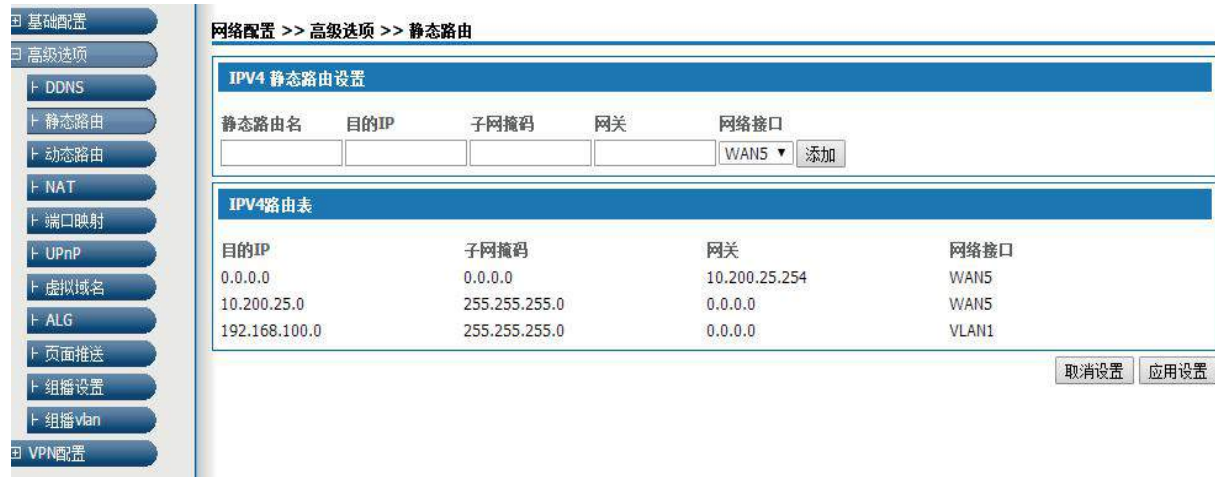 基础配置
高级选项
DDNS
静态路由
动态路由
NAT
端口映射
UPnP
虚拟域名
ALG
页面推送
组播设置
组播vlan
VPN配置
网络配置 >> 高级选项 >> 静态路由
IPV4 静态路由设置
静态路由名 目的IP 子网掩码 网关 网络接口
WAN5 添加
IPV4路由表
目的IP 子网掩码 网关 网络接口
0.0.0.0 0.0.0.0 10.200.25.254 WAN5
10.200.25.0 255.255.255.0 0.0.0.0 WAN5
192.168.100.0 255.255.255.0 0.0.0.0 VLAN1
取消设置 应用设置